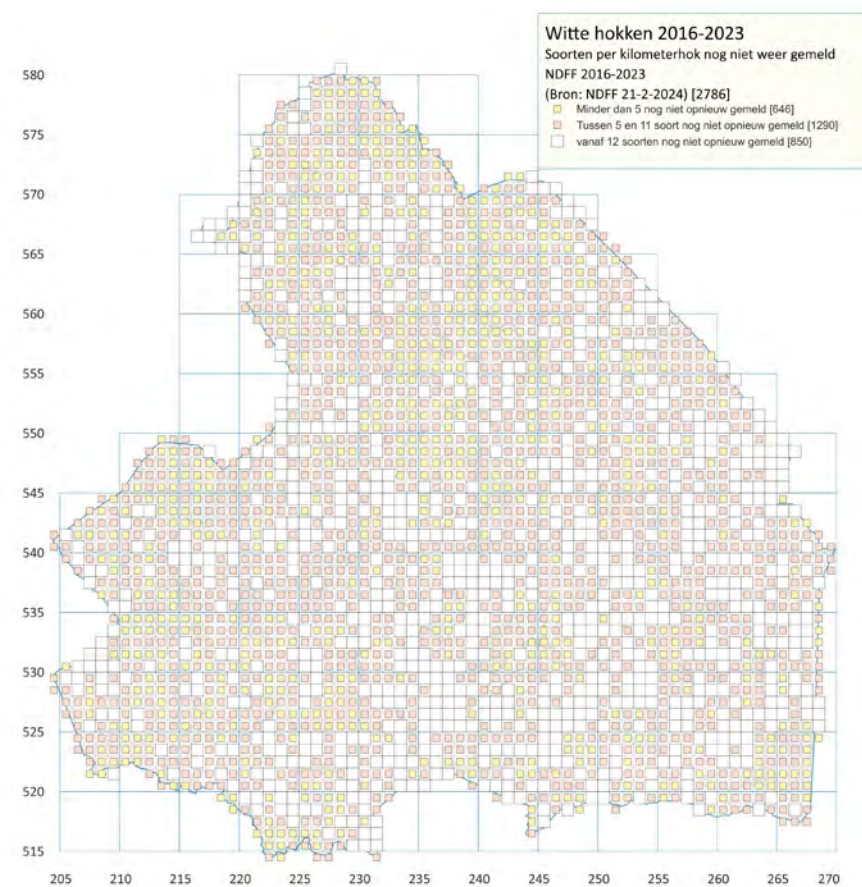 Witte hokken 2016-2023
Soorten per kilometerhok nog niet weer gemeld
NDFF 2016-2023
(Bron: NDFF 21-2-2024) [2786]
Minder dan 5 nog niet opnieuw gemeld [646]
Tussen 5 en 11 soort nog niet opnieuw gemeld [1290]
vanaf 12 soorten nog niet opnieuw gemeld [850]
580
575
570
565
560
555
550
545
540
535
530
525
520
515
205 210 215 220 225 230 235 240 245 250 255 260 265 270